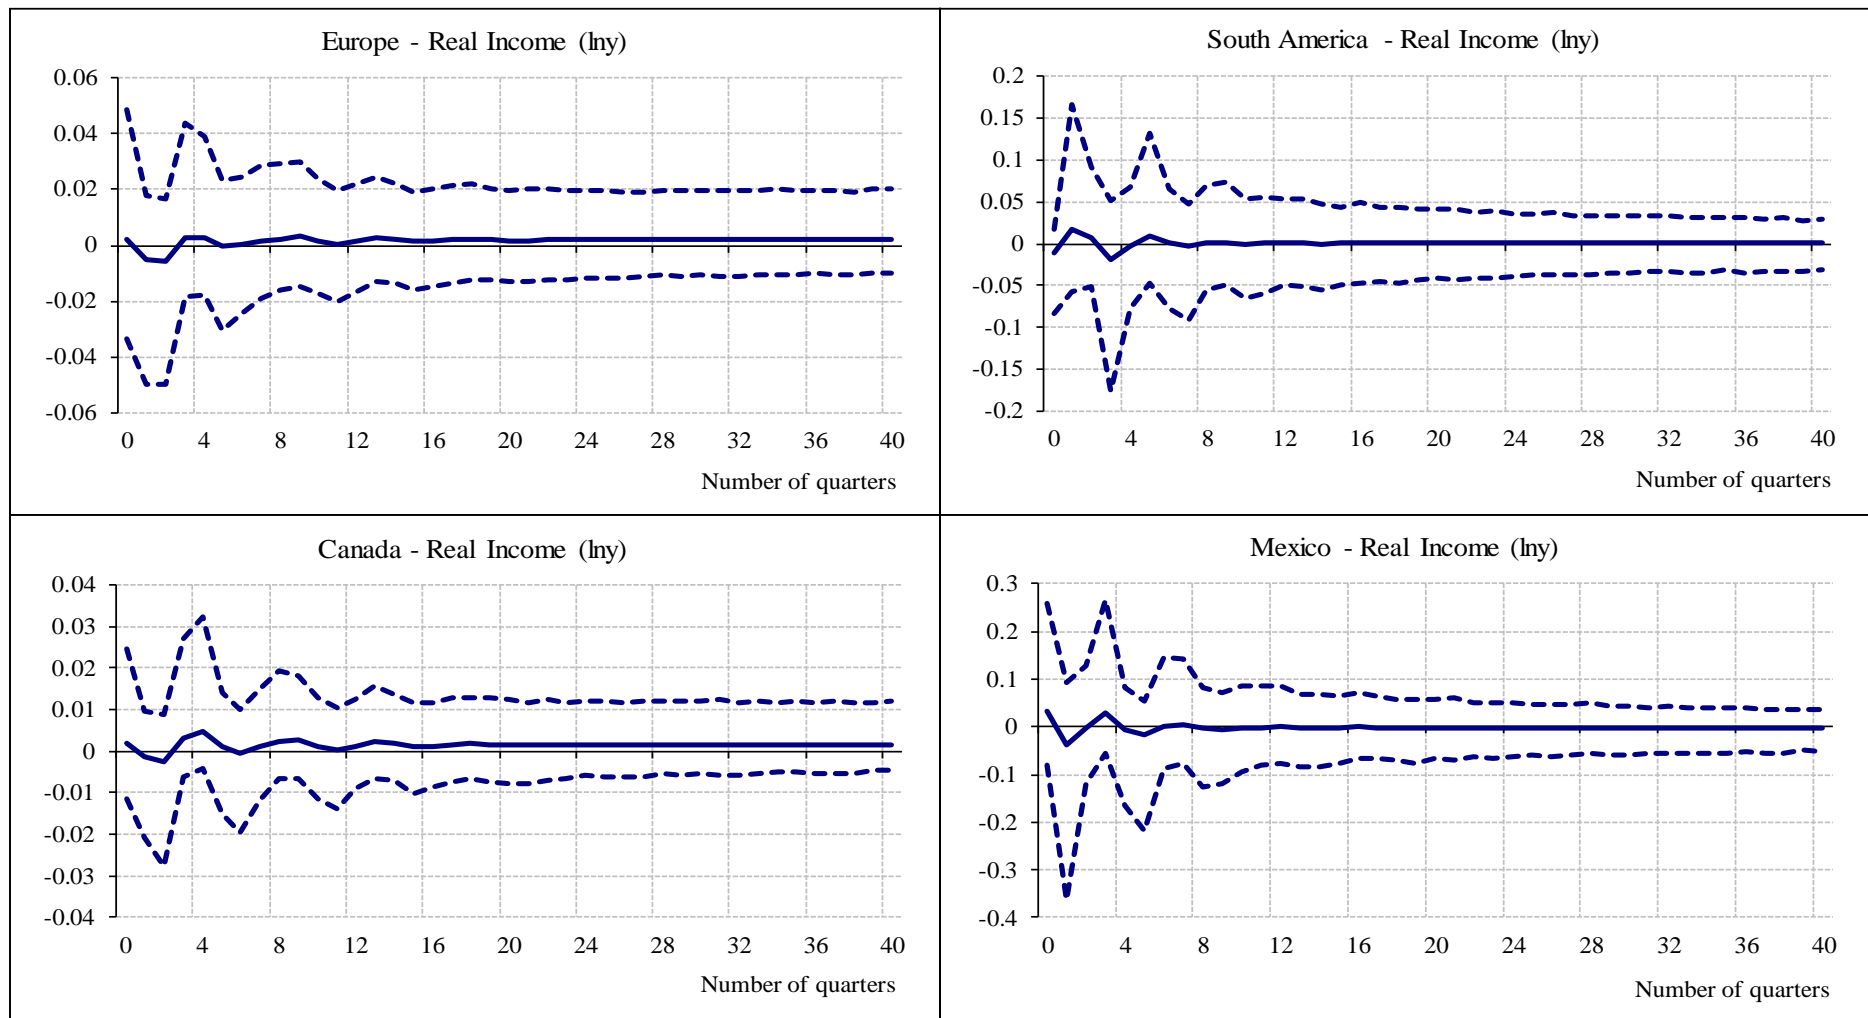 Europe - Real Income (lny)
0.06
0.04
0.02
0
-0.02
-0.04
-0.06
0 4 8 12 16 20 24 28 32 36 40
Number of quarters
South America - Real Income (lny)
0.2
0.15
0.1
0.05
0
-0.05
-0.1
-0.15
-0.2
0 4 8 12 16 20 24 28 32 36 40
Number of quarters
Canada - Real Income (lny)
0.04
0.03
0.02
0.01
0
-0.01
-0.02
-0.03
-0.04
0 4 8 12 16 20 24 28 32 36 40
Number of quarters
Mexico - Real Income (lny)
0.3
0.2
0.1
0
-0.1
-0.2
-0.3
-0.4
0 4 8 12 16 20 24 28 32 36 40
Number of quarters